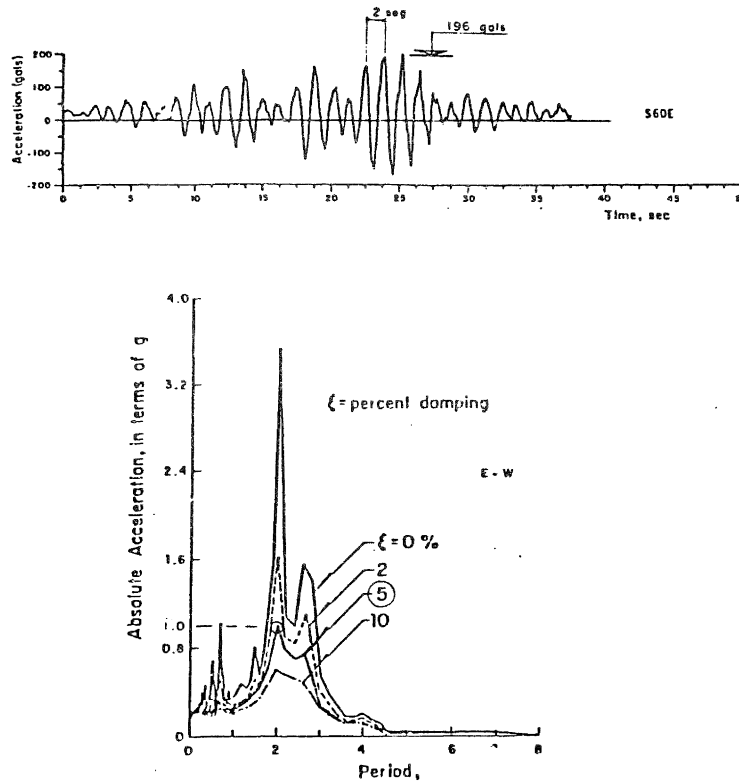 2 seg
196 gals
Acceleration (gals)
200
100
0
-100
-200
S60E
0 5 10 15 20 25 30 35 40 45
Time, sec
Absolute Acceleration, in terms of g
4.0
3.2
2.4
1.6
1.0
0.8
0
ξ=percent damping
E-W
ξ=0 %
2
5
10
0 2 4 6 8
Period,